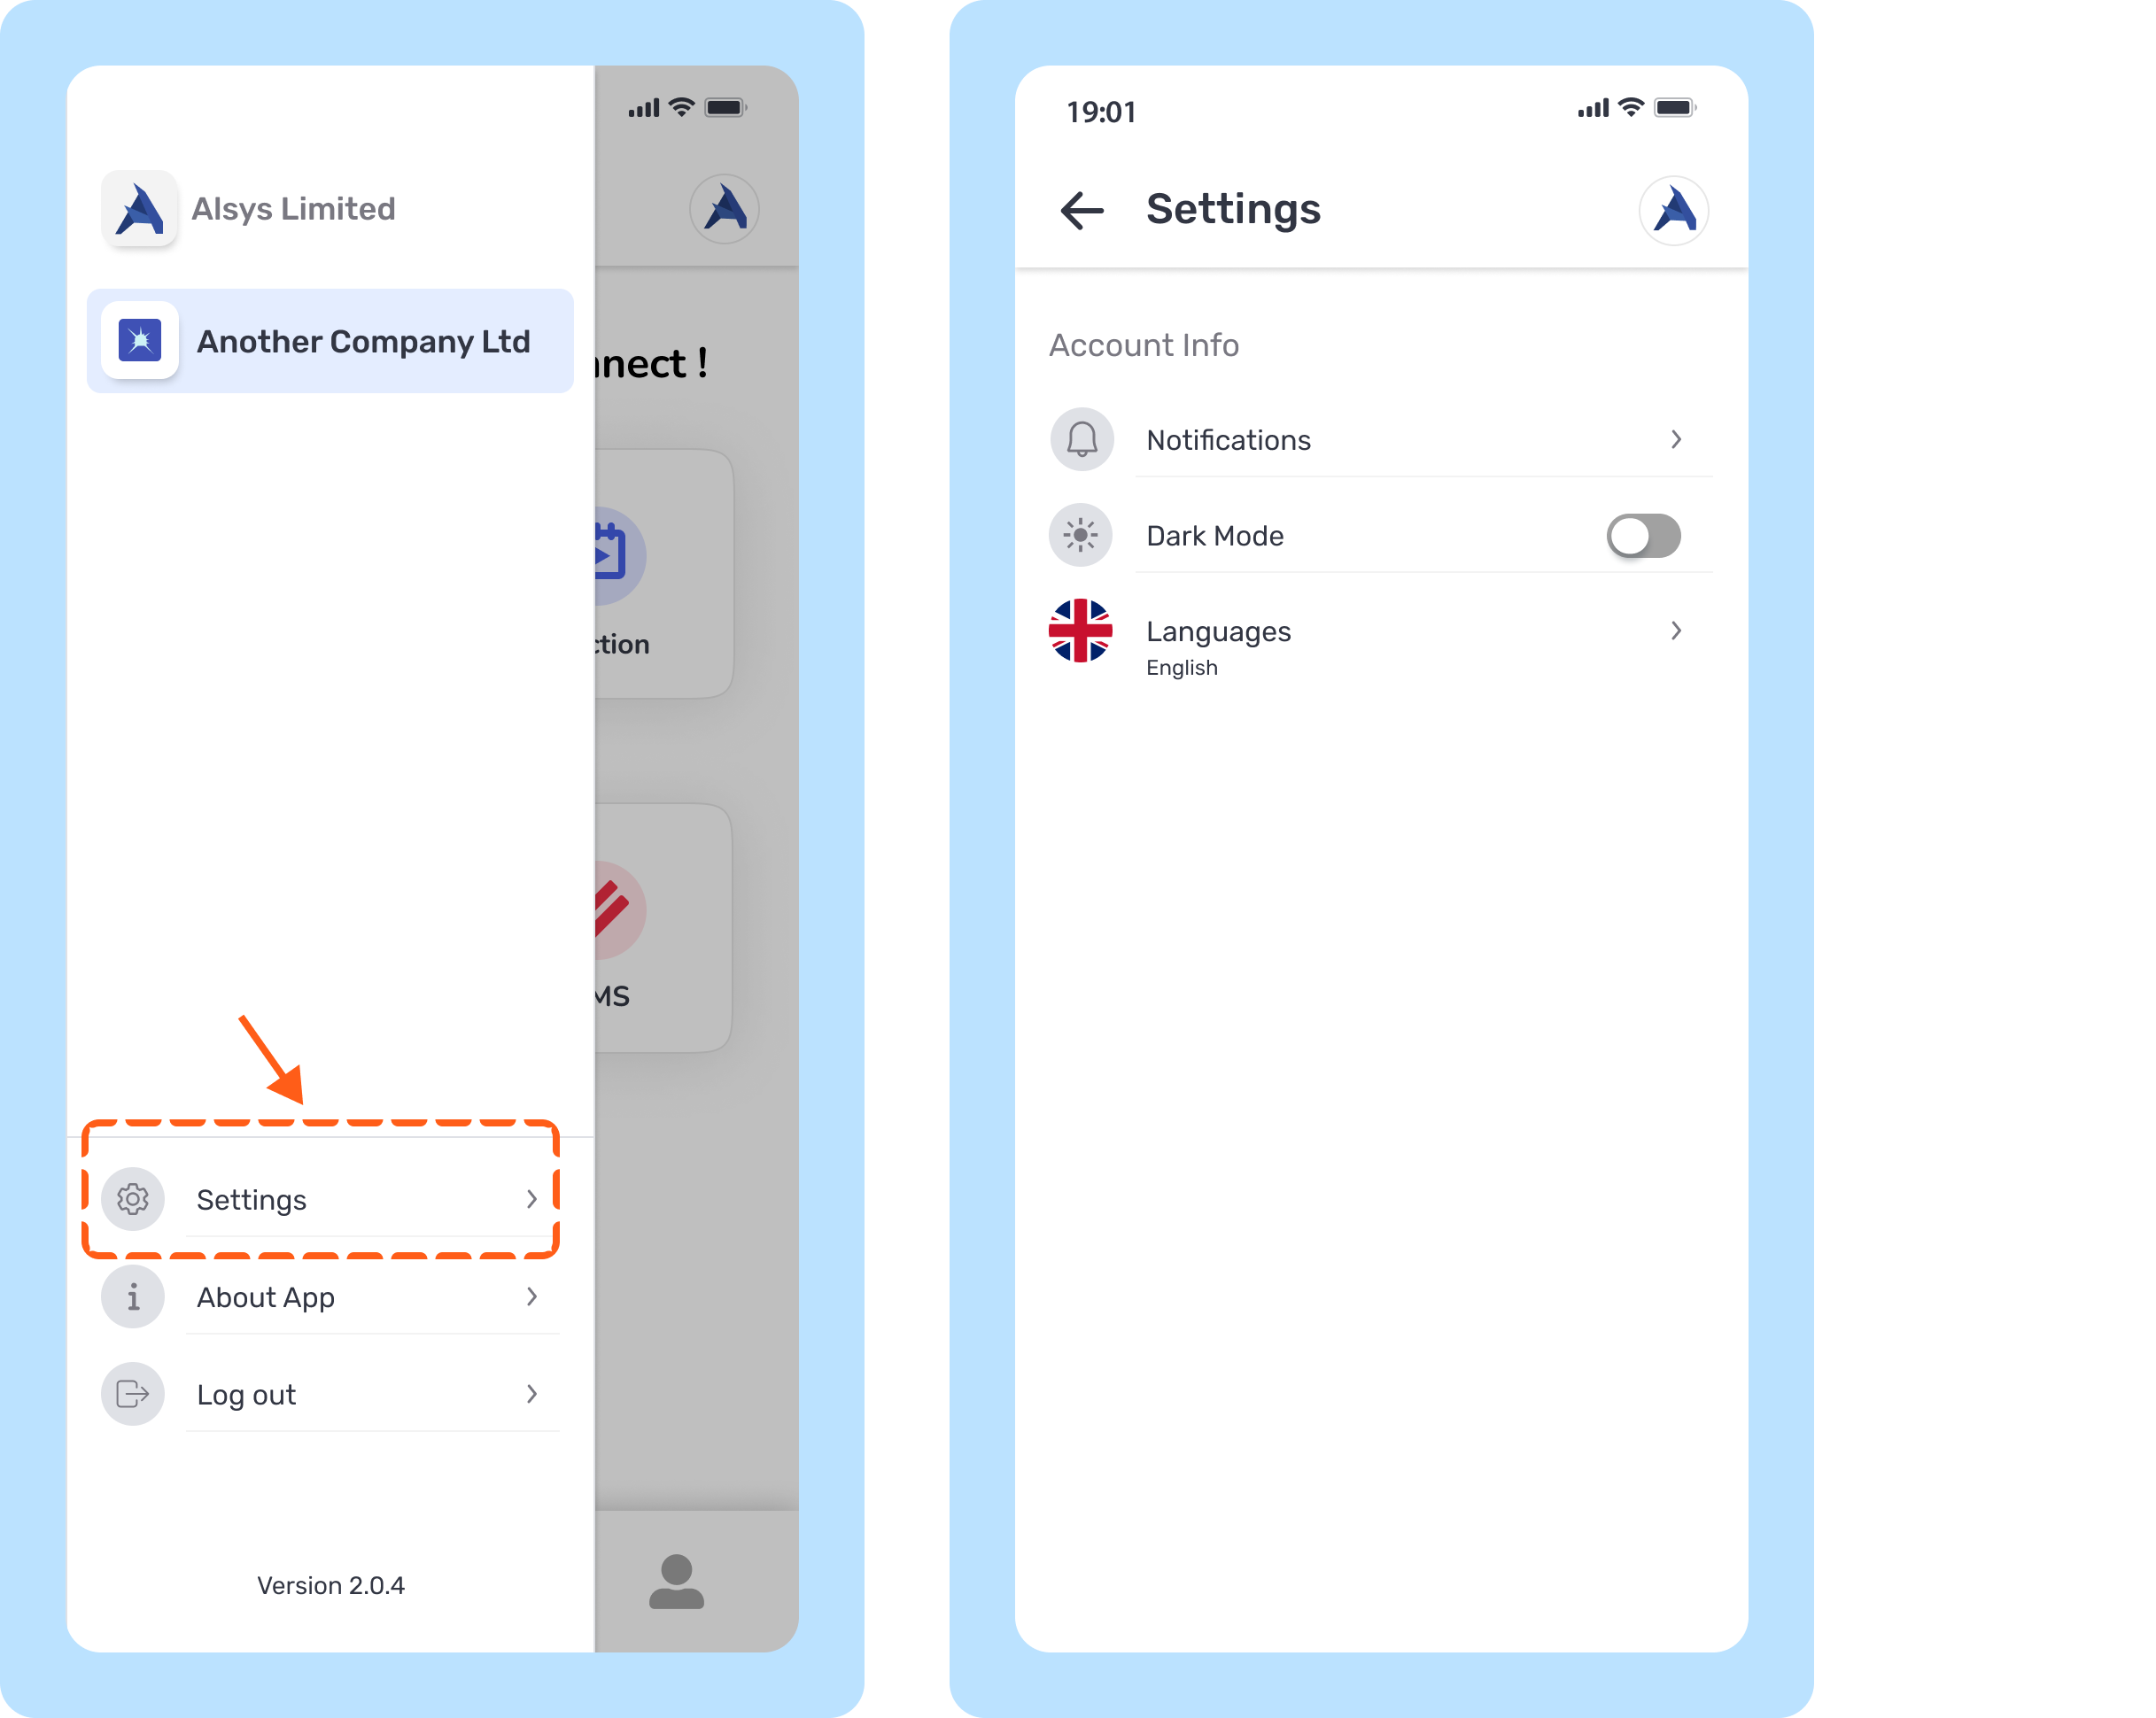 Alsys Limited
Another Company Ltd
nnect !
ction
MS
Settings
About App
Log out
Version 2.0.4
19:01
Settings
Account Info
Notifications
Dark Mode
Languages
English